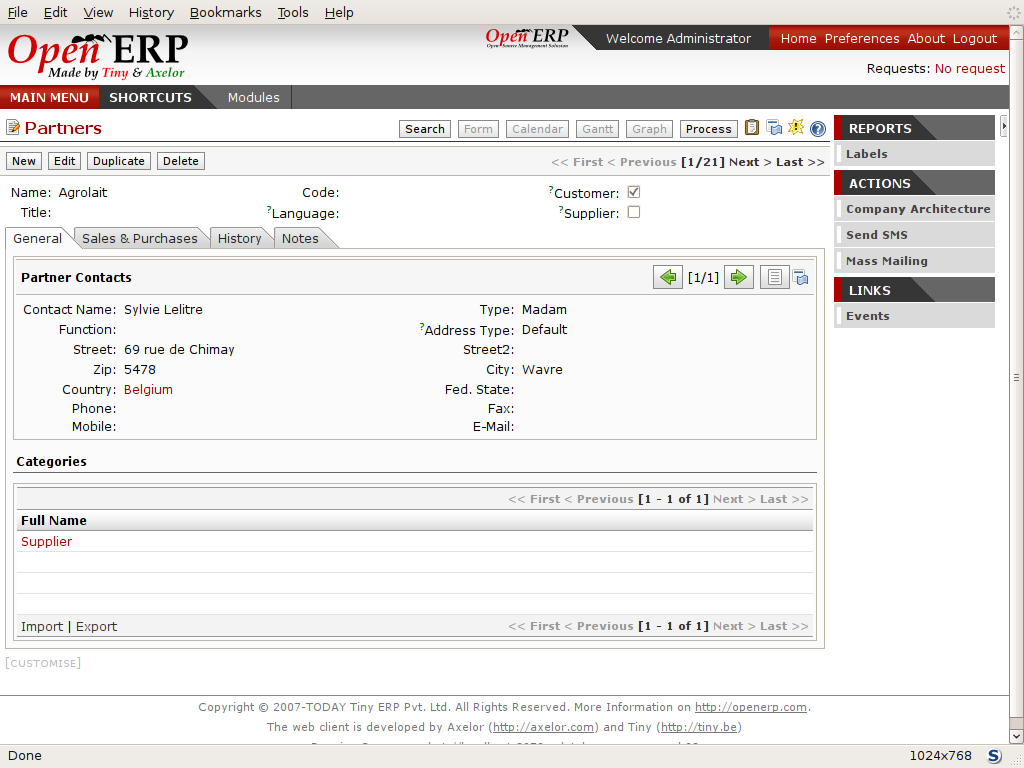 File Edit View History Bookmarks Tools Help
Open ERP
Made by Tiny & Axelor
Open ERP
Open Source Management Solution
Welcome Administrator
Home Preferences About Logout
Requests: No request
MAIN MENU SHORTCUTS Modules
Partners
Search Form Calendar Gantt Graph Process
New Edit Duplicate Delete
<< First < Previous [1/21] Next > Last >>
Name: Agrolait Code: ?Customer:
Title: ?Language: ?Supplier:
General Sales & Purchases History Notes
Partner Contacts [1/1]
Contact Name: Sylvie Lelitre Type: Madam
Function: ?Address Type: Default
Street: 69 rue de Chimay Street2:
Zip: 5478 City: Wavre
Country: Belgium Fed. State:
Phone: Fax:
Mobile: E-Mail:
Categories
<< First < Previous [1 - 1 of 1] Next > Last >>
Full Name
Supplier
Import | Export << First < Previous [1 - 1 of 1] Next > Last >>
[CUSTOMISE]
REPORTS
Labels
ACTIONS
Company Architecture
Send SMS
Mass Mailing
LINKS
Events
Copyright © 2007-TODAY Tiny ERP Pvt. Ltd. All Rights Reserved. More Information on http://openerp.com.
The web client is developed by Axelor (http://axelor.com) and Tiny (http://tiny.be)
Done 1024x768 S